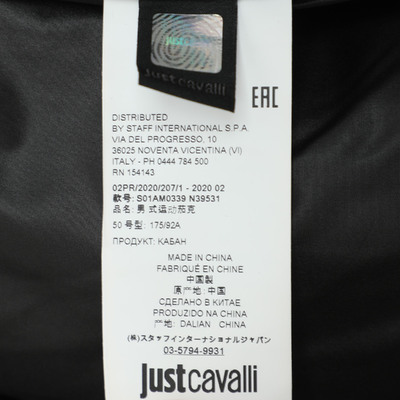 just cavalli
justcavalli
EAC
DISTRIBUTED
BY STAFF INTERNATIONAL S.P.A.
VIA DEL PROGRESSO, 10
36025 NOVENTA VICENTINA (VI)
ITALY - PH 0444 784 500
RN 154143
02PR/2020/207/1 - 2020 02
款号: S01AM0339 N39531
品名: 男式运动茄克
50 号型: 175/92A
ПРОДУКТ: КАБАН
MADE IN CHINA
FABRIQUÉ EN CHINE
中国製
原产地: 中国
СДЕЛАНО В КИТАЕ
PRODUZIDO NA CHINA
产地: DALIAN CHINA
(株)スタッフインターナショナルジャパン
03-5794-9931
justcavalli